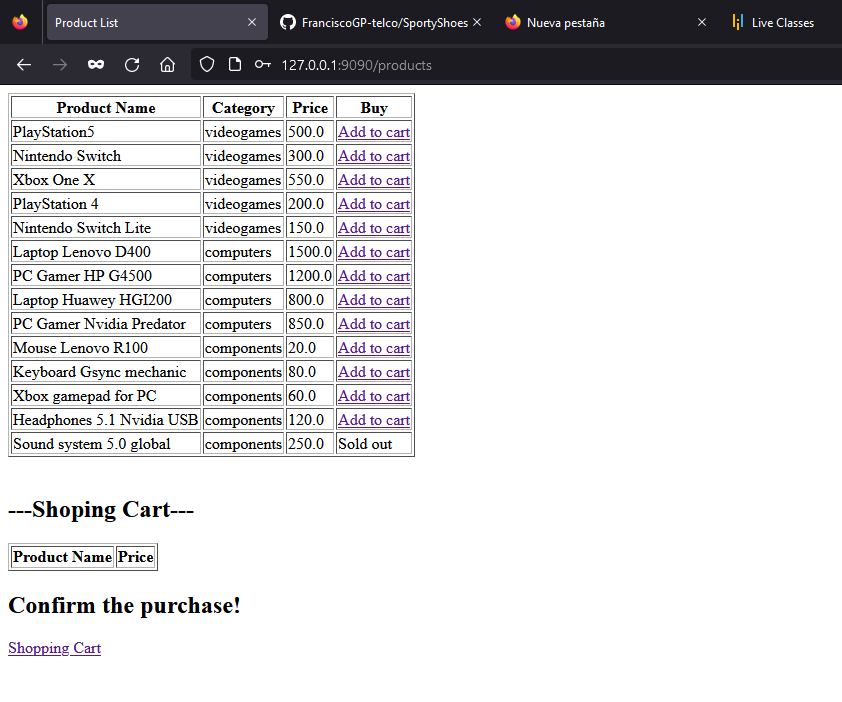 Product List
FranciscoGP-telco/SportyShoes
Nueva pestaña
Live Classes
127.0.0.1:9090/products
Product Name Category Price Buy
PlayStation5 videogames 500.0 Add to cart
Nintendo Switch videogames 300.0 Add to cart
Xbox One X videogames 550.0 Add to cart
PlayStation 4 videogames 200.0 Add to cart
Nintendo Switch Lite videogames 150.0 Add to cart
Laptop Lenovo D400 computers 1500.0 Add to cart
PC Gamer HP G4500 computers 1200.0 Add to cart
Laptop Huawey HGI200 computers 800.0 Add to cart
PC Gamer Nvidia Predator computers 850.0 Add to cart
Mouse Lenovo R100 components 20.0 Add to cart
Keyboard Gsync mechanic components 80.0 Add to cart
Xbox gamepad for PC components 60.0 Add to cart
Headphones 5.1 Nvidia USB components 120.0 Add to cart
Sound system 5.0 global components 250.0 Sold out
---Shoping Cart---
Product Name Price
Confirm the purchase!
Shopping Cart